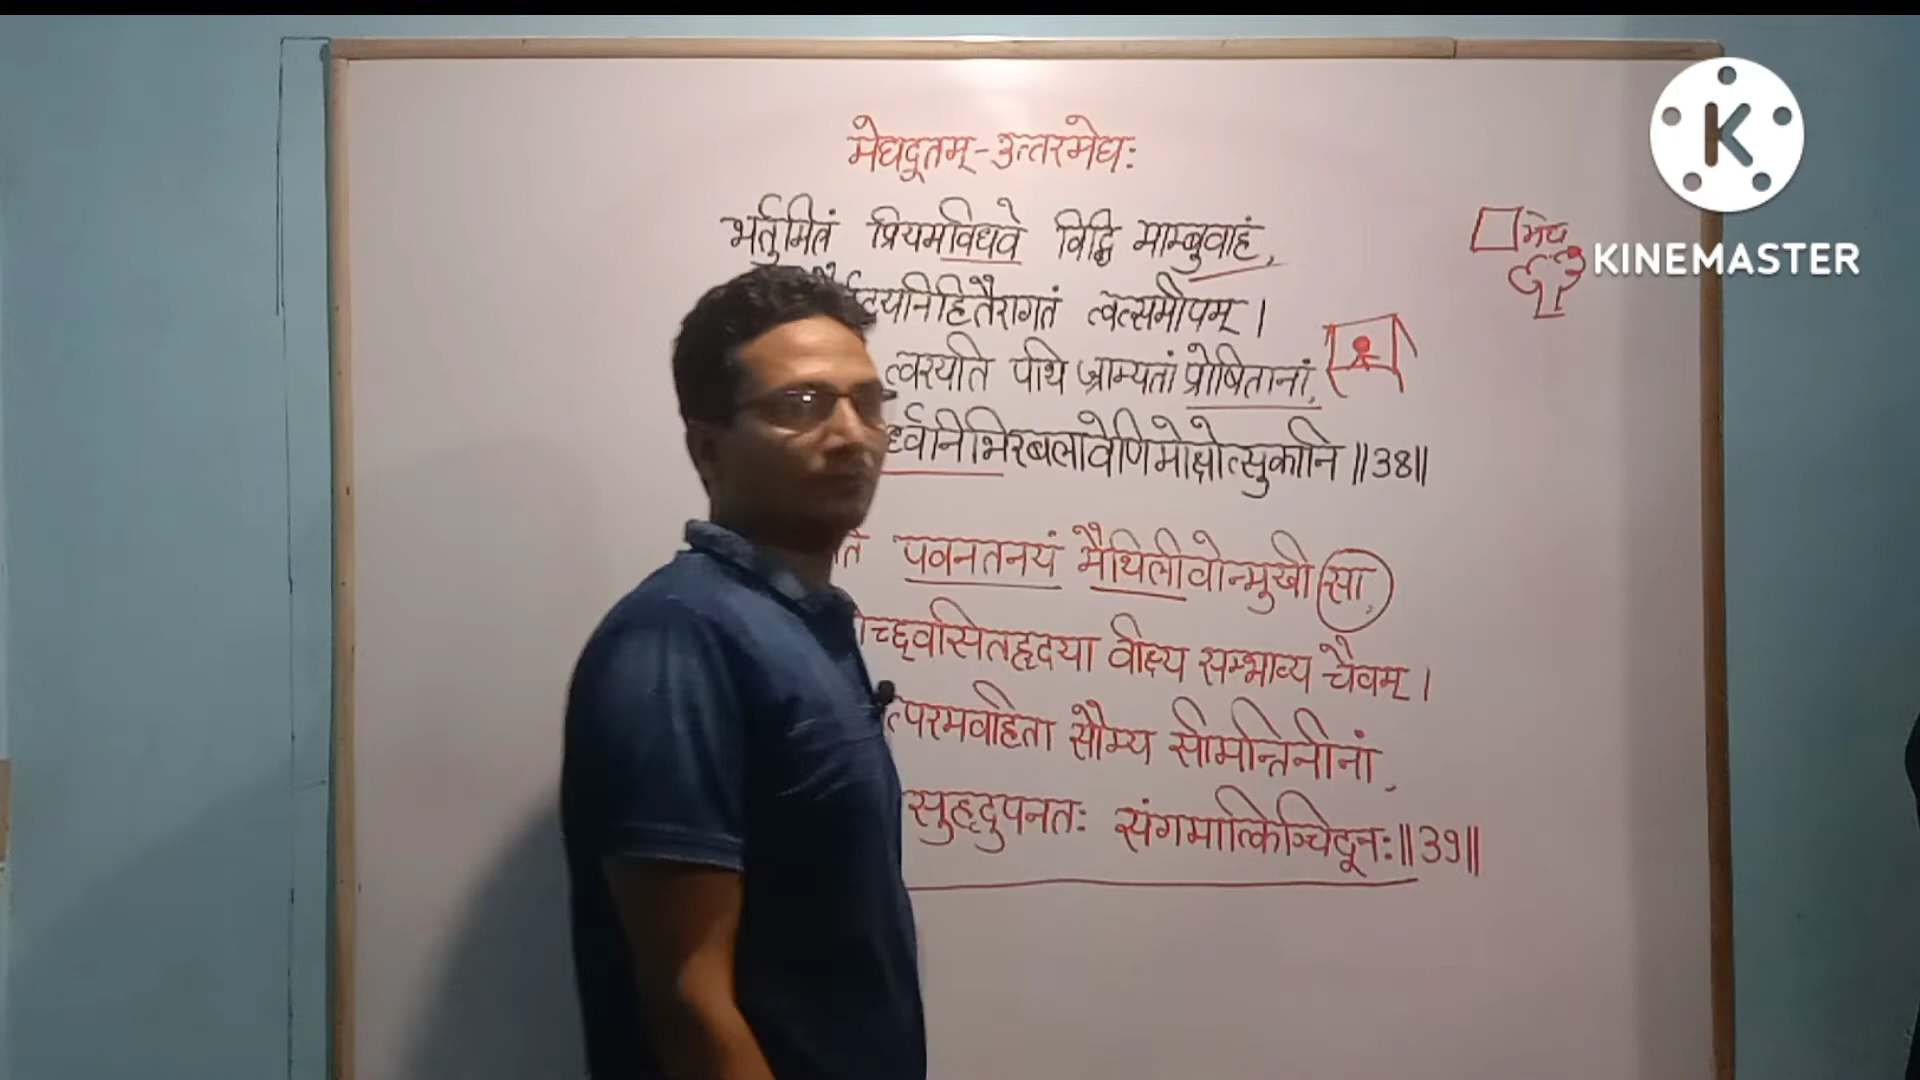 मेघदूतम्-उत्तरमेघः
भर्तुमित्रं प्रियमविधवे विद्धि माम्बुवाहं,
मेघ
KINEMASTER
दयनिहितैरागतं त्वत्समीपम् ।
त्वरयति पथि भ्राम्यतां प्रोषितानां,
र्ध्वनिभिरबलावेणिमोक्षोत्सुकानि ॥38॥
ते पवनतनयं मैथिलीवोन्मुखी सा,
च्छ्वसितहृदया वीक्ष्य सम्भाव्य चैवम् ।
त्परमवहिता सौम्य सीमन्तिनीनां,
सुहृदुपनतः संगमात्किञ्चिदूनः॥39॥